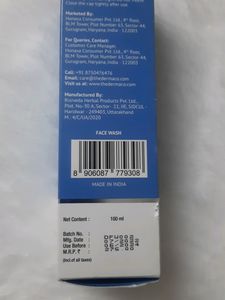 Close the cap tightly after use
Marketed By:
Honasa Consumer Pvt. Ltd., 4th floor,
BLM Tower, Plot Number 63, Sector 44,
Gurugram, Haryana, India - 122003
For Queries, Contact:
Customer Care Manager,
Honasa Consumer Pvt. Ltd., 4th floor,
BLM Tower, Plot Number 63, Sector 44,
Gurugram, Haryana, India - 122003
Call: +91 8750476476
Email: care@thedermaco.com
Visit us at: www.thedermaco.com
Manufactured By:
Rishveda Herbal Products Pvt. Ltd.,
Plot. No-30 A, Sector - 11, IIE, SIDCUL -
Haridwar - 249403, Uttarakhand
M.
FACE WASH
8 906087 779308
MADE IN INDIA
Net Content: 100 ml
Batch No. :
Mfg. Date :
Use Before :
M.R.P. ₹ :
(Incl. of all taxes)